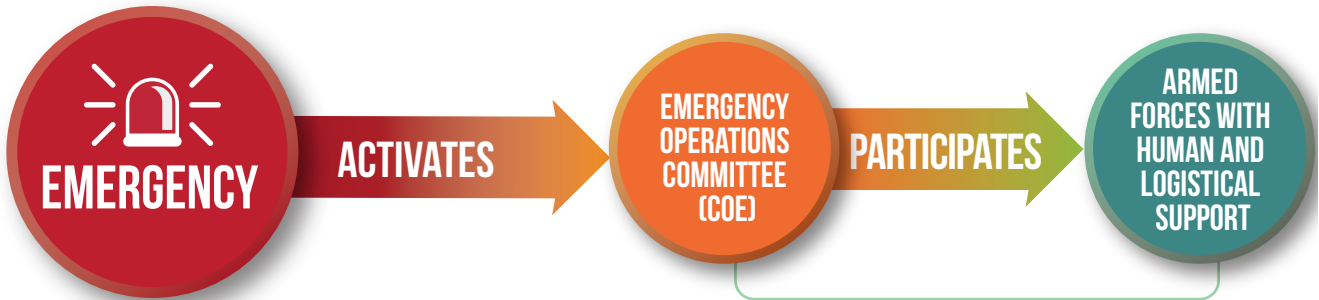 EMERGENCY
ACTIVATES
EMERGENCY
OPERATIONS
COMMITTEE
(COE)
PARTICIPATES
ARMED
FORCES WITH
HUMAN AND
LOGISTICAL
SUPPORT